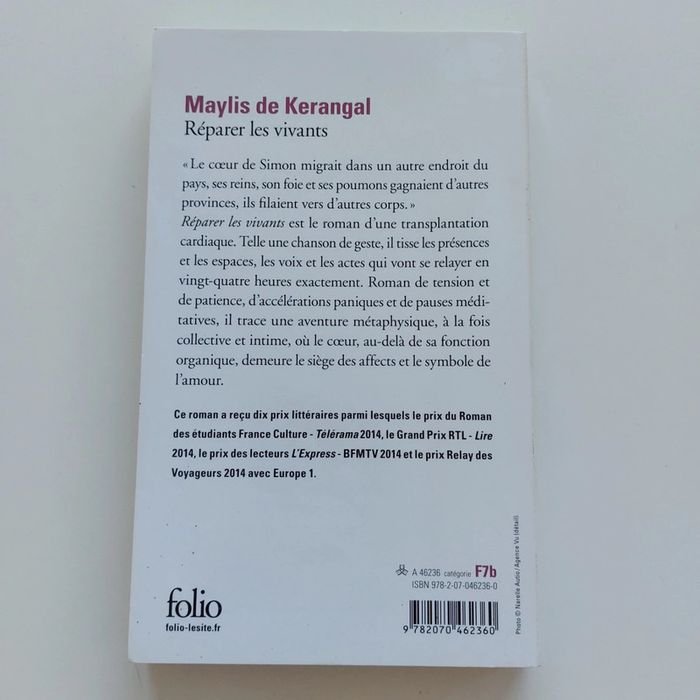 Maylis de Kerangal
Réparer les vivants
« Le cœur de Simon migrait dans un autre endroit du
pays, ses reins, son foie et ses poumons gagnaient d'autres
provinces, ils filaient vers d'autres corps. »
Réparer les vivants est le roman d'une transplantation
cardiaque. Telle une chanson de geste, il tisse les présences
et les espaces, les voix et les actes qui vont se relayer en
vingt-quatre heures exactement. Roman de tension et
de patience, d'accélérations paniques et de pauses médi-
tatives, il trace une aventure métaphysique, à la fois
collective et intime, où le cœur, au-delà de sa fonction
organique, demeure le siège des affects et le symbole de
l'amour.
Ce roman a reçu dix prix littéraires parmi lesquels le prix du Roman
des étudiants France Culture - Télérama 2014, le Grand Prix RTL - Lire
2014, le prix des lecteurs L'Express - BFMTV 2014 et le prix Relay des
Voyageurs 2014 avec Europe 1.
A 46236 catégorie F7b
ISBN 978-2-07-046236-0
folio
folio-lesite.fr
9 782070 462360
Photo © Narelle Autio / Agence Vu (détail).